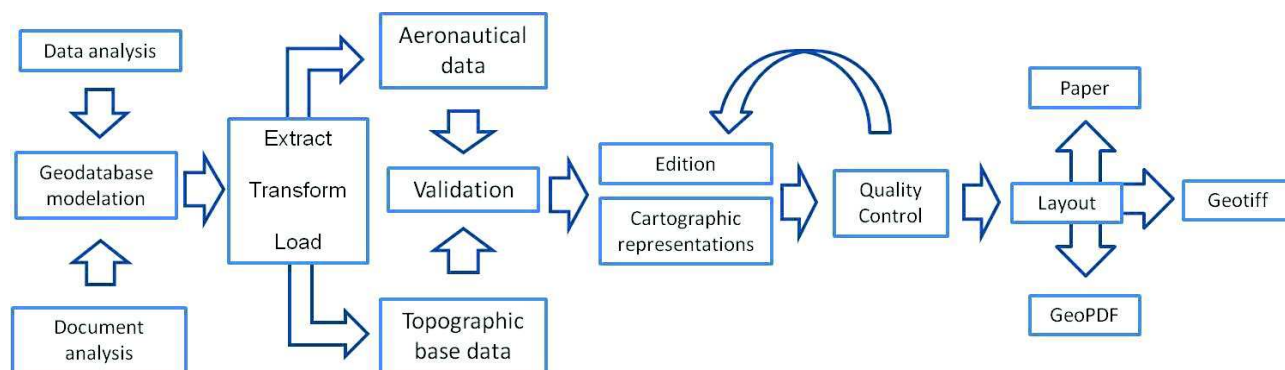 Data analysis
Geodatabase
modelation
Document
analysis
Extract
Transform
Load
Aeronautical
data
Validation
Topographic
base data
Edition
Cartographic
representations
Quality
Control
Paper
Layout
Geotiff
GeoPDF